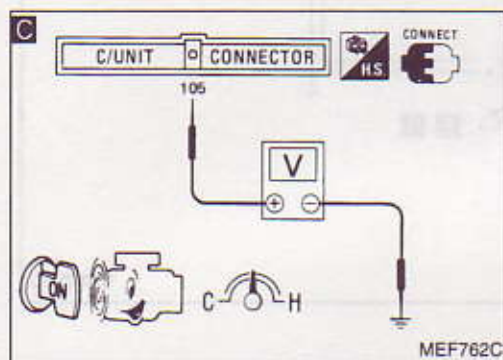 C
C/UNIT CONNECTOR
H.S.
CONNECT
105
V
+ −
ON
C H
MEF762C